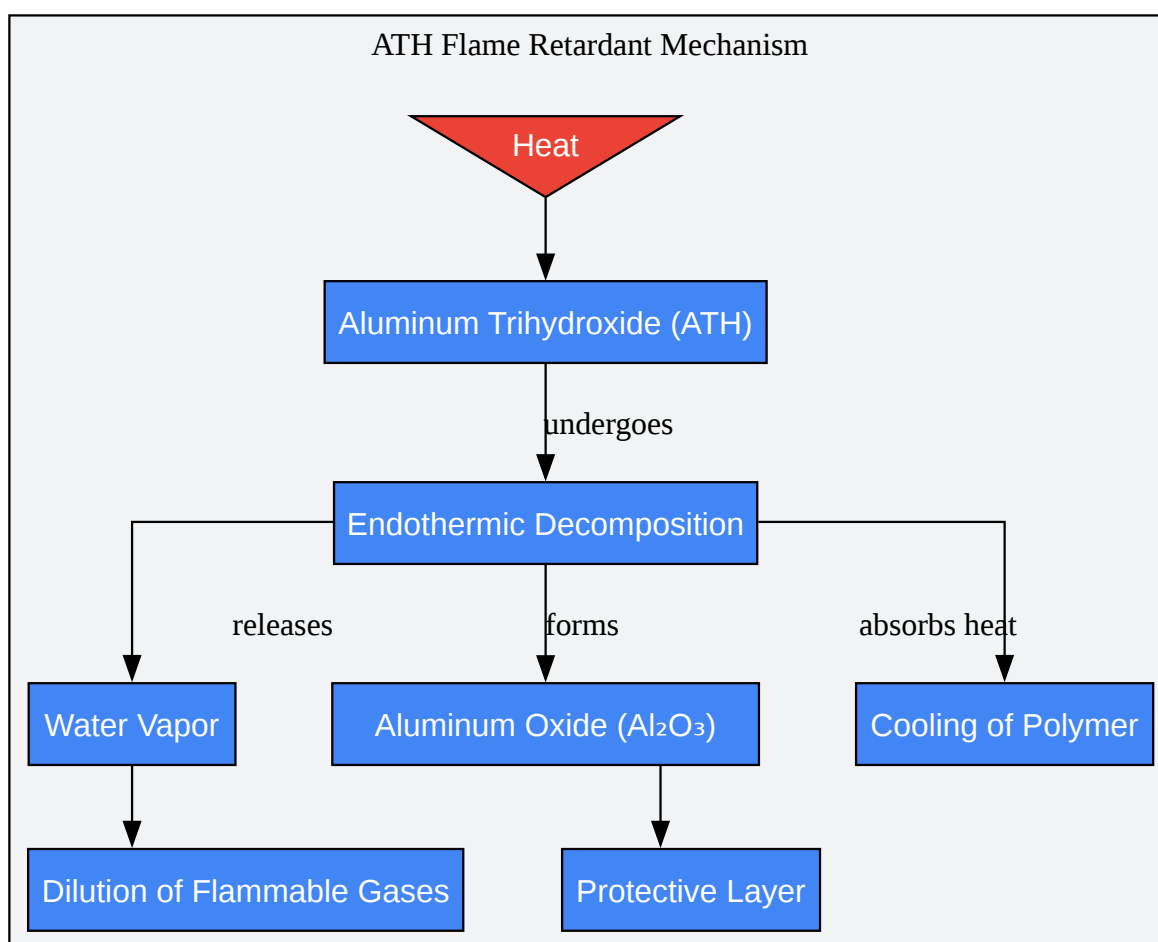 ATH Flame Retardant Mechanism
Heat
Aluminum Trihydroxide (ATH)
undergoes
Endothermic Decomposition
releases
forms
absorbs heat
Water Vapor
Aluminum Oxide (Al₂O₃)
Cooling of Polymer
Dilution of Flammable Gases
Protective Layer